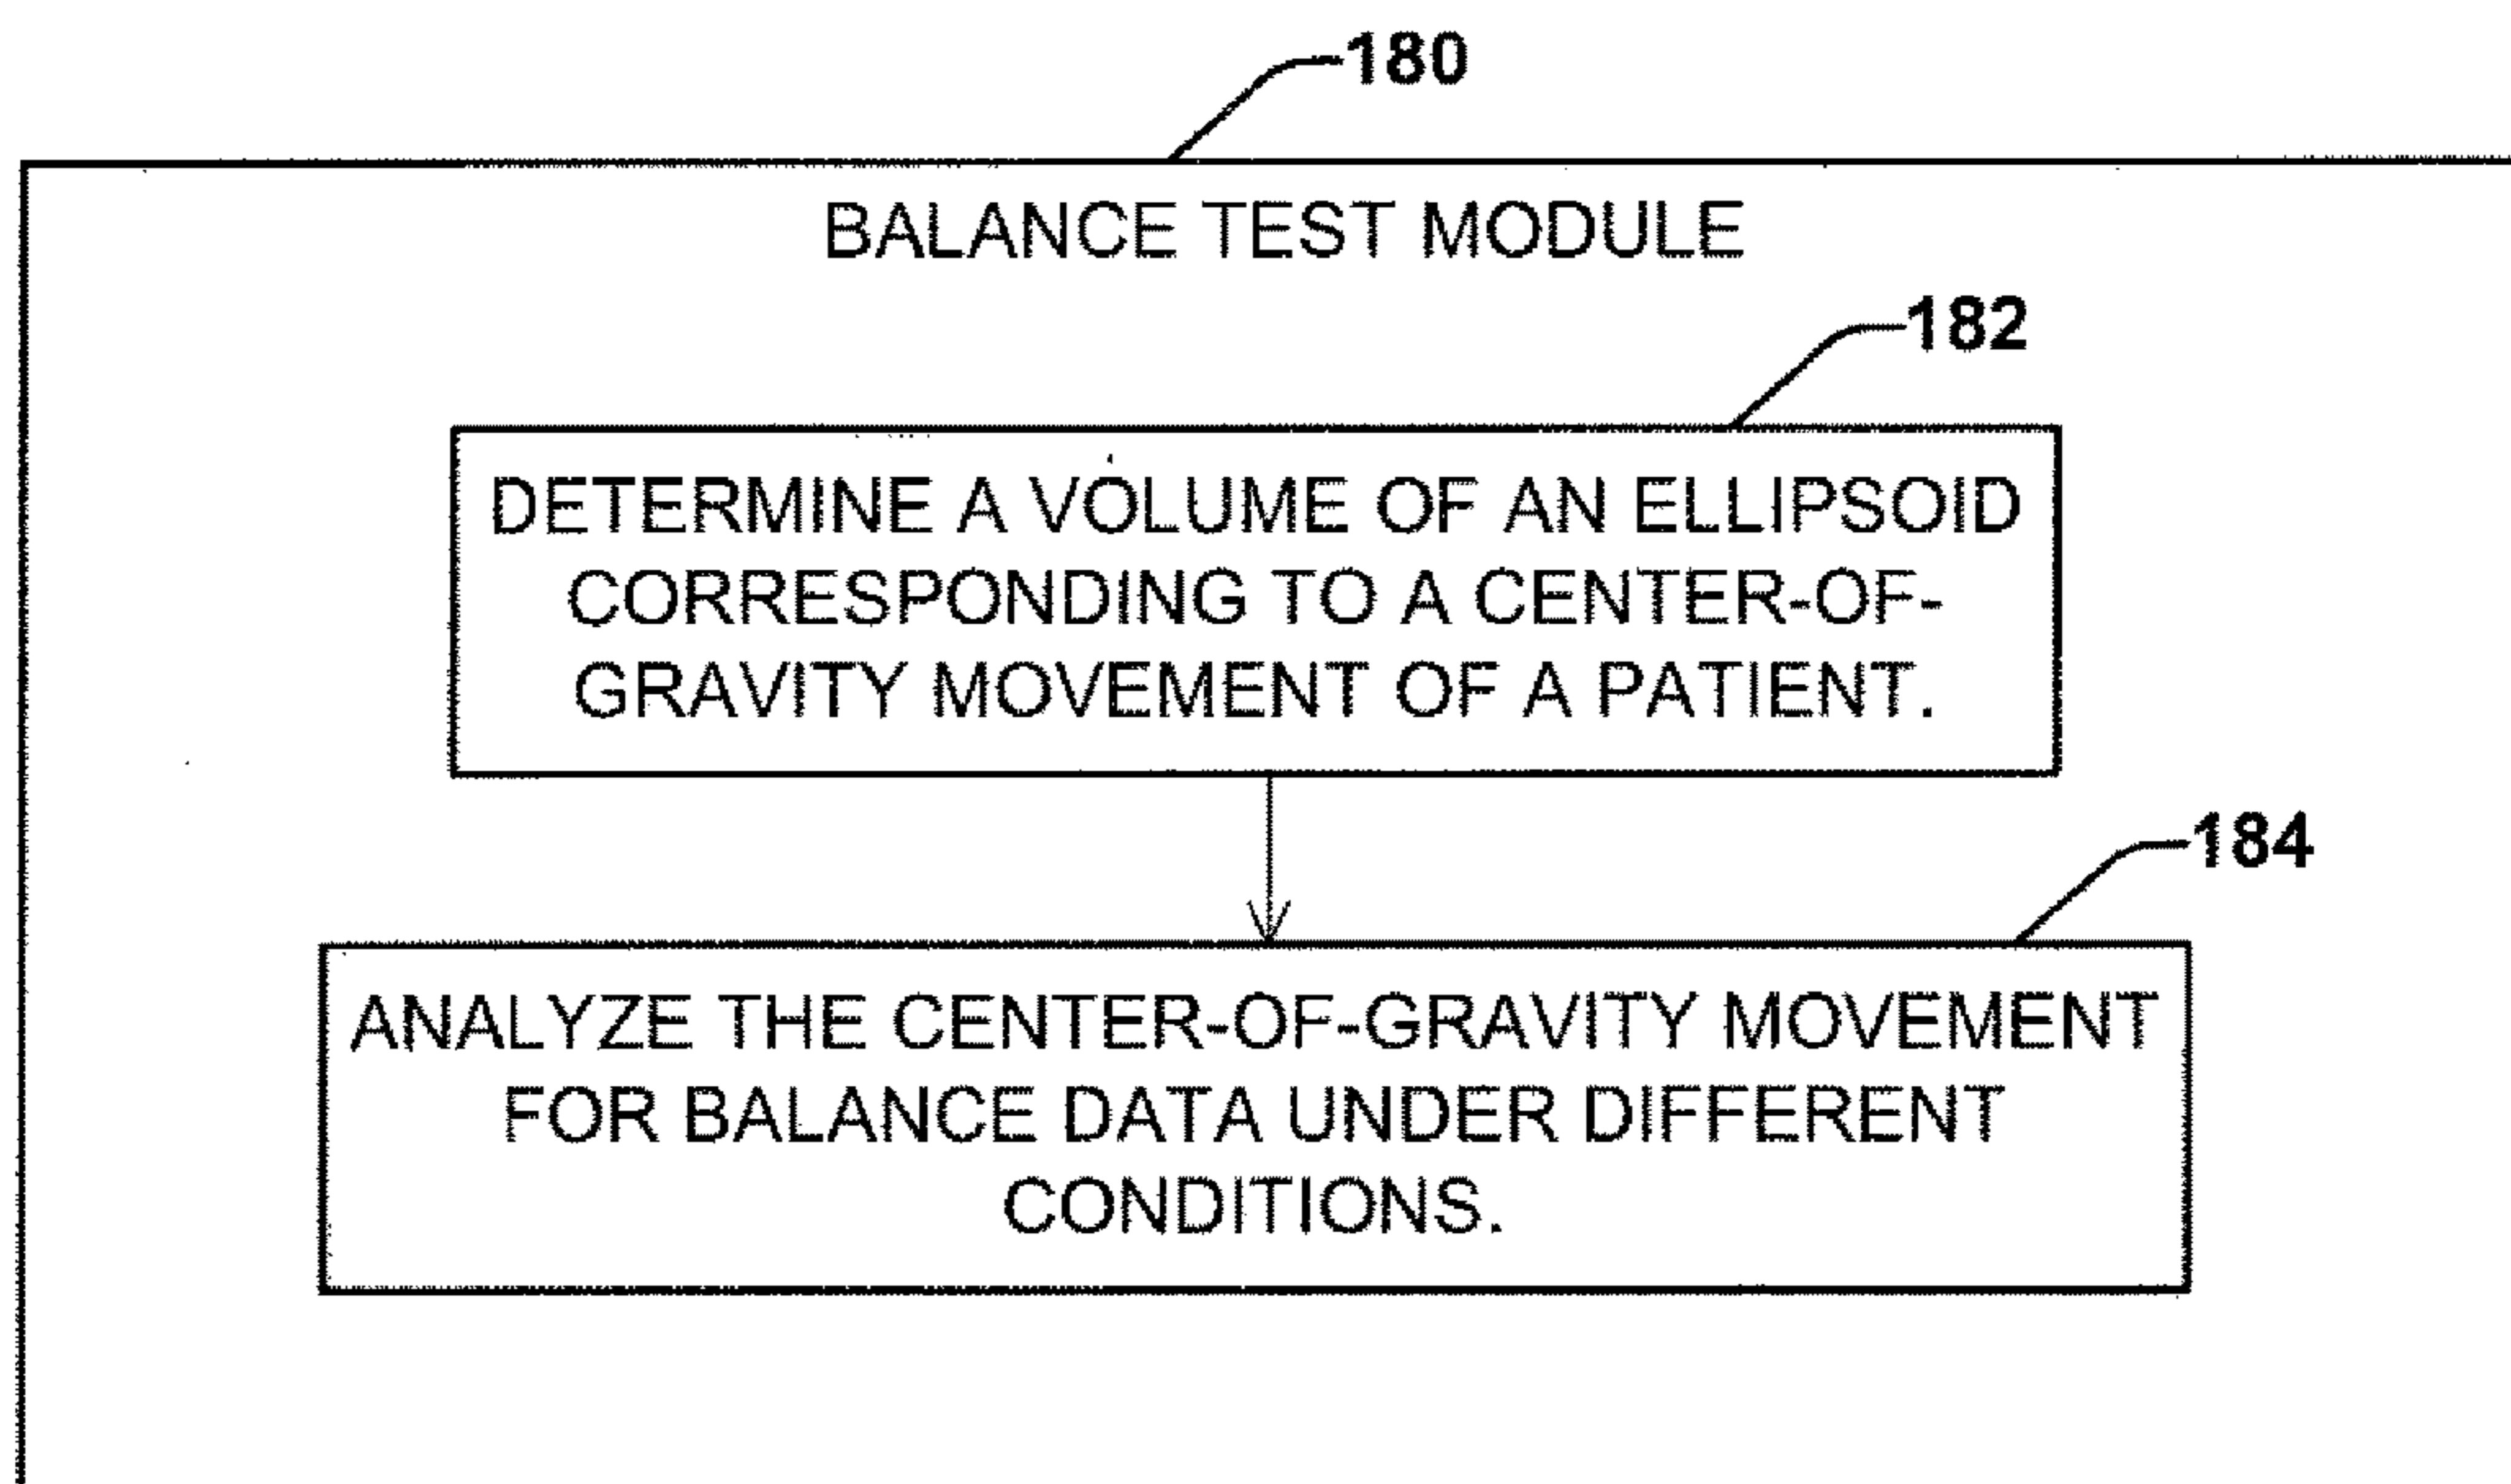 180
BALANCE TEST MODULE
182
DETERMINE A VOLUME OF AN ELLIPSOID
CORRESPONDING TO A CENTER-OF-
GRAVITY MOVEMENT OF A PATIENT.
184
ANALYZE THE CENTER-OF-GRAVITY MOVEMENT
FOR BALANCE DATA UNDER DIFFERENT
CONDITIONS.